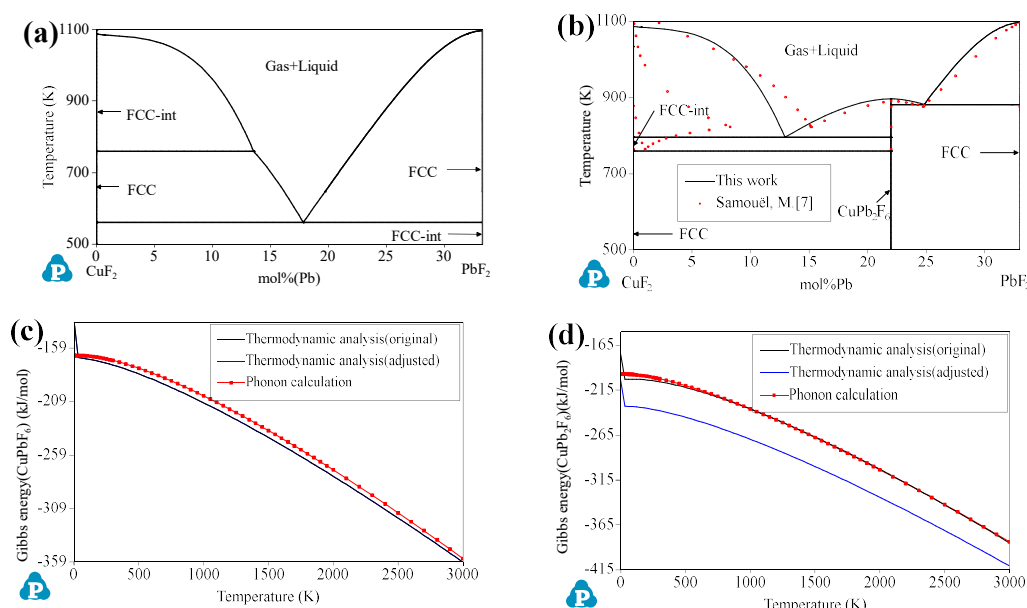 (a)
1100
900
700
500
Temperature (K)
Gas+Liquid
FCC-int
FCC
FCC
FCC-int
0
5
10
15
20
25
30
CuF₂
mol%(Pb)
PbF₂
P
(b)
1100
900
700
500
Temperature (K)
Gas+Liquid
FCC-int
FCC
This work
Samouël, M.[7]
CuPb₂F₆
FCC
0
5
10
15
20
25
30
CuF₂
mol%Pb
PbF₂
P
(c)
-159
-209
-259
-309
-359
Gibbs energy(CuPbF₆) (kJ/mol)
Thermodynamic analysis(original)
Thermodynamic analysis(adjusted)
Phonon calculation
0
500
1000
1500
2000
2500
3000
Temperature (K)
P
(d)
-165
-215
-265
-315
-365
-415
Gibbs energy(CuPb₂F₆)(kJ/mol)
Thermodynamic analysis(original)
Thermodynamic analysis(adjusted)
Phonon calculation
0
500
1000
1500
2000
2500
3000
Temperature (K)
P